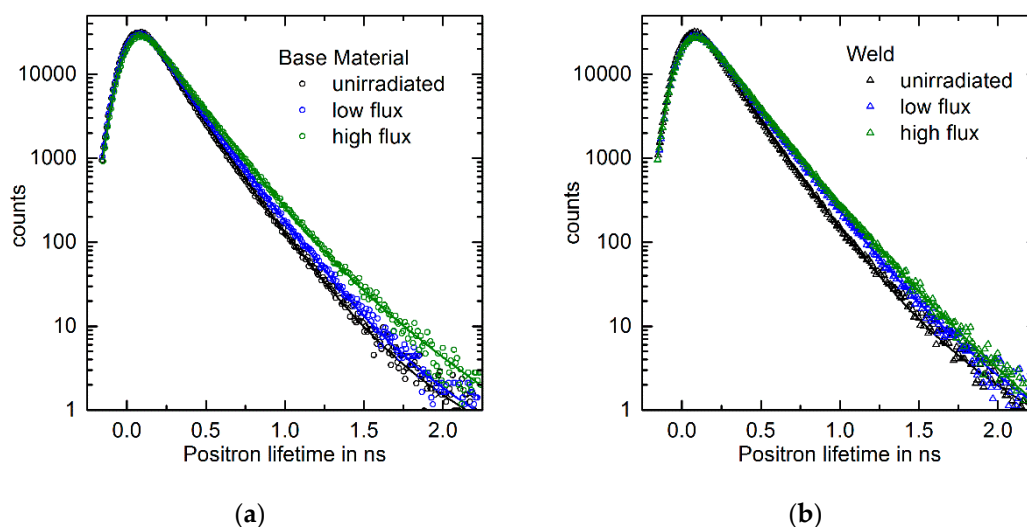 Base Material
unirradiated
low flux
high flux
10000
1000
100
10
1
counts
0.0 0.5 1.0 1.5 2.0
Positron lifetime in ns
(a)
Weld
unirradiated
low flux
high flux
10000
1000
100
10
1
counts
0.0 0.5 1.0 1.5 2.0
Positron lifetime in ns
(b)